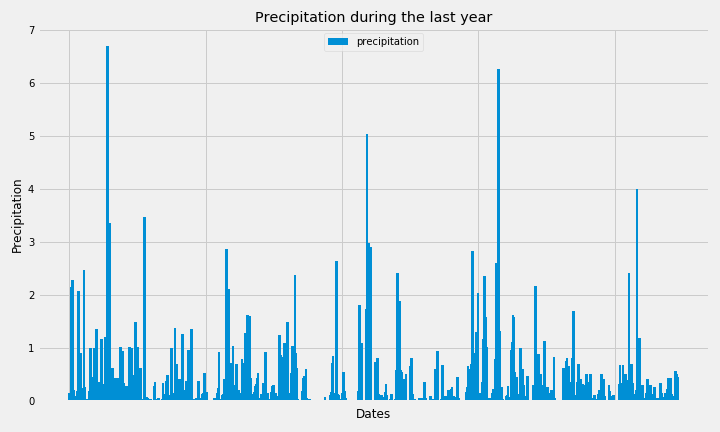 Precipitation during the last year
precipitation
7
6
5
4
3
2
1
0
Precipitation
Dates